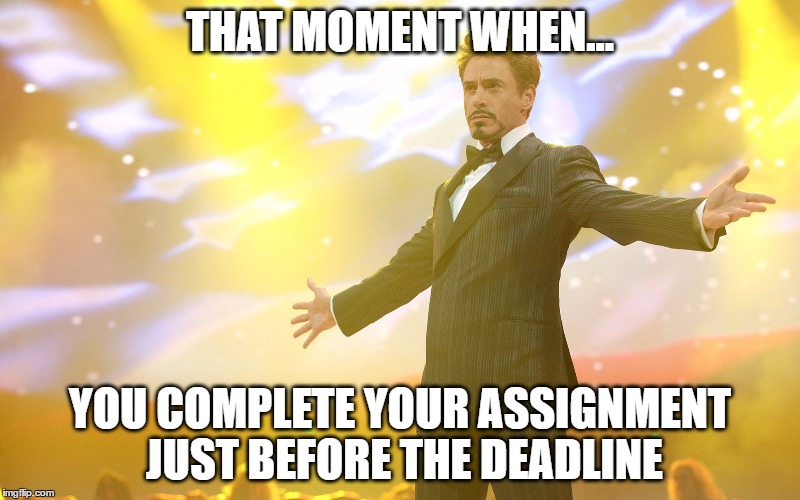 THAT MOMENT WHEN...
YOU COMPLETE YOUR ASSIGNMENT
JUST BEFORE THE DEADLINE
imgflip.com